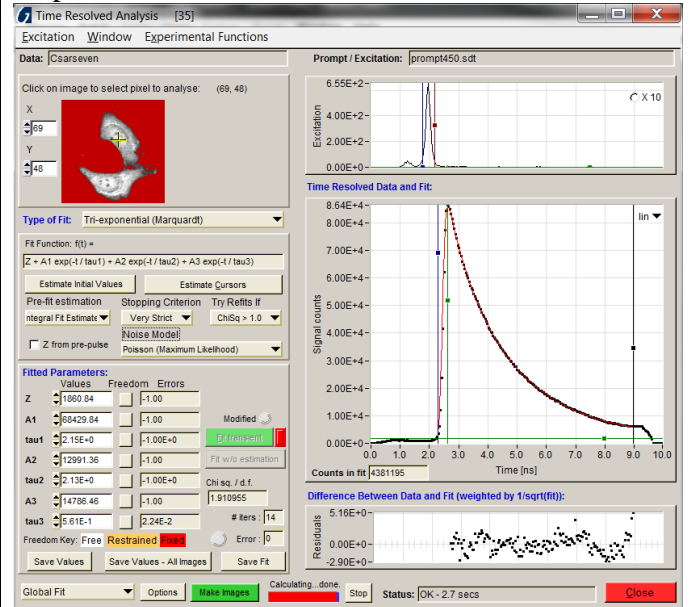 Time Resolved Analysis [35]
Excitation Window Experimental Functions
Data: Csarseven
Prompt / Excitation: prompt450.sdt
Click on image to select pixel to analyse: (69, 48)
X
69
Y
48
6.55E+2
4.00E+2
2.00E+2
0.00E+0
Excitation
X 10
Type of Fit: Tri-exponential (Marquardt)
Fit Function: f(t) =
Z + A1 exp(-t / tau1) + A2 exp(-t / tau2) + A3 exp(-t / tau3)
Estimate Initial Values Estimate Cursors
Pre-fit estimation Stopping Criterion Try Refits If
ntegral Fit Estimate Very Strict ChiSq > 1.0
Noise Model
Z from pre-pulse Poisson (Maximum Likelihood)
Time Resolved Data and Fit:
8.64E+4
8.00E+4
7.00E+4
6.00E+4
5.00E+4
4.00E+4
3.00E+4
2.00E+4
1.00E+4
0.00E+0
Signal counts
lin
0.0 1.0 2.0 3.0 4.0 5.0 6.0 7.0 8.0 9.0 10.0
Time [ns]
Counts in fit 4381195
Fitted Parameters:
Values Freedom Errors
Z 1860.84 -1.00
A1 68429.84 -1.00 Modified
tau1 2.15E+0 -1.00E+0 Fit transient
A2 12991.36 -1.00 Fit w/o estimation
tau2 2.13E+0 -1.00E+0 Chi sq. / d.f.
A3 14786.46 -1.00 1.910955
tau3 5.61E-1 2.24E-2 # iters : 14
Freedom Key: Free Restrained Fixed Error : 0
Save Values Save Values - All Images Save Fit
Difference Between Data and Fit (weighted by 1/sqrt(fit)):
5.16E+0
0.00E+0
-2.90E+0
Residuals
Global Fit Options Make Images Calculating...done. Stop Status: OK - 2.7 secs Close